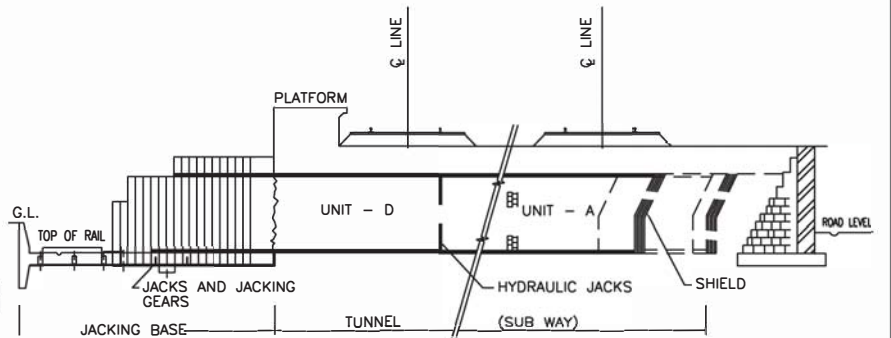 ℄ LINE
℄ LINE
PLATFORM
G.L.
TOP OF RAIL
UNIT - D
UNIT - A
ROAD LEVEL
JACKS AND JACKING
GEARS
HYDRAULIC JACKS
SHIELD
JACKING BASE
TUNNEL
(SUB WAY)